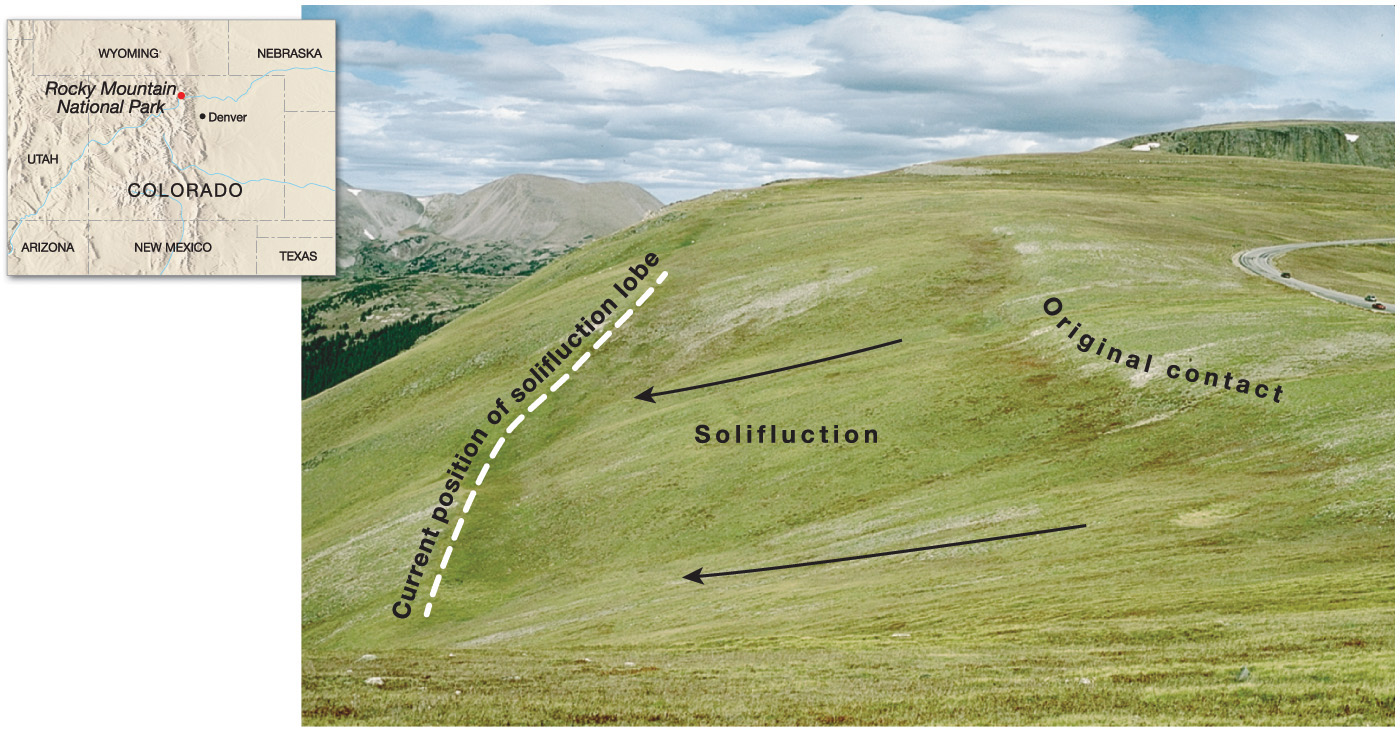 WYOMING
NEBRASKA
Rocky Mountain
National Park
Denver
UTAH
COLORADO
ARIZONA
NEW MEXICO
TEXAS
Current position of solifluction lobe
Original contact
Solifluction